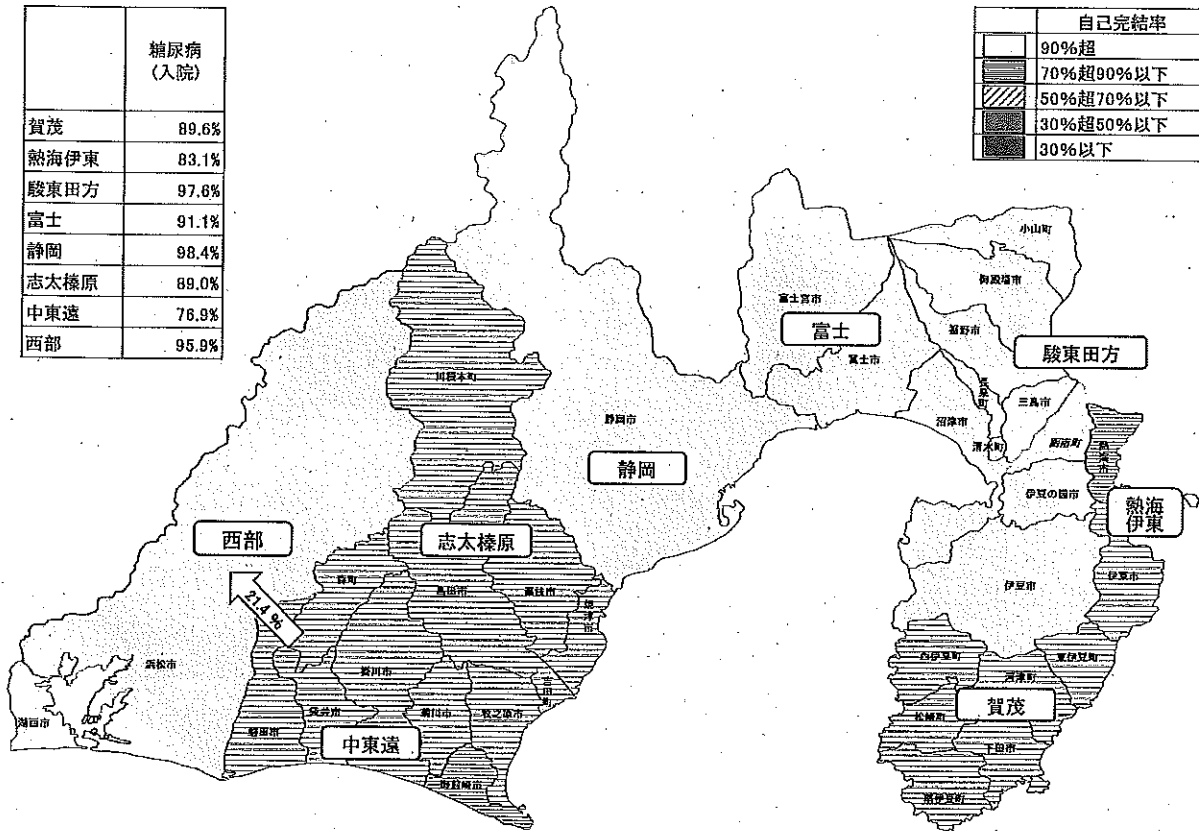 糖尿病
(入院)
賀茂 89.6%
熱海伊東 83.1%
駿東田方 97.6%
富士 91.1%
静岡 98.4%
志太榛原 89.0%
中東遠 76.9%
西部 95.9%
自己完結率
90%超
70%超90%以下
50%超70%以下
30%超50%以下
30%以下
小山町
御殿場市
富士宮市
富士
裾野市
富士市
駿東田方
川根本町
長泉町
三島市
静岡市
沼津市
清水町
函南町
熱海市
静岡
伊豆の国市
熱海
伊東
西部
志太榛原
伊豆市
伊東市
森町
島田市
藤枝市
焼津市
21.4%
浜松市
西伊豆町
東伊豆町
掛川市
河津町
吉田町
湖西市
袋井市
菊川市
牧之原市
松崎町
賀茂
磐田市
中東遠
下田市
御前崎市
南伊豆町